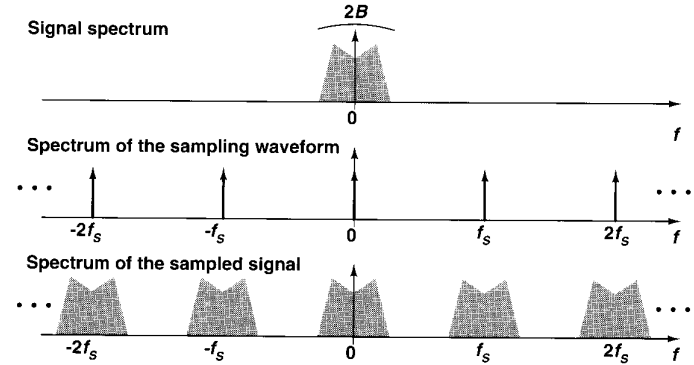 2B
Signal spectrum
0
f
Spectrum of the sampling waveform
... ...
-2fs -fs 0 fs 2fs f
Spectrum of the sampled signal
... ...
-2fs -fs 0 fs 2fs f